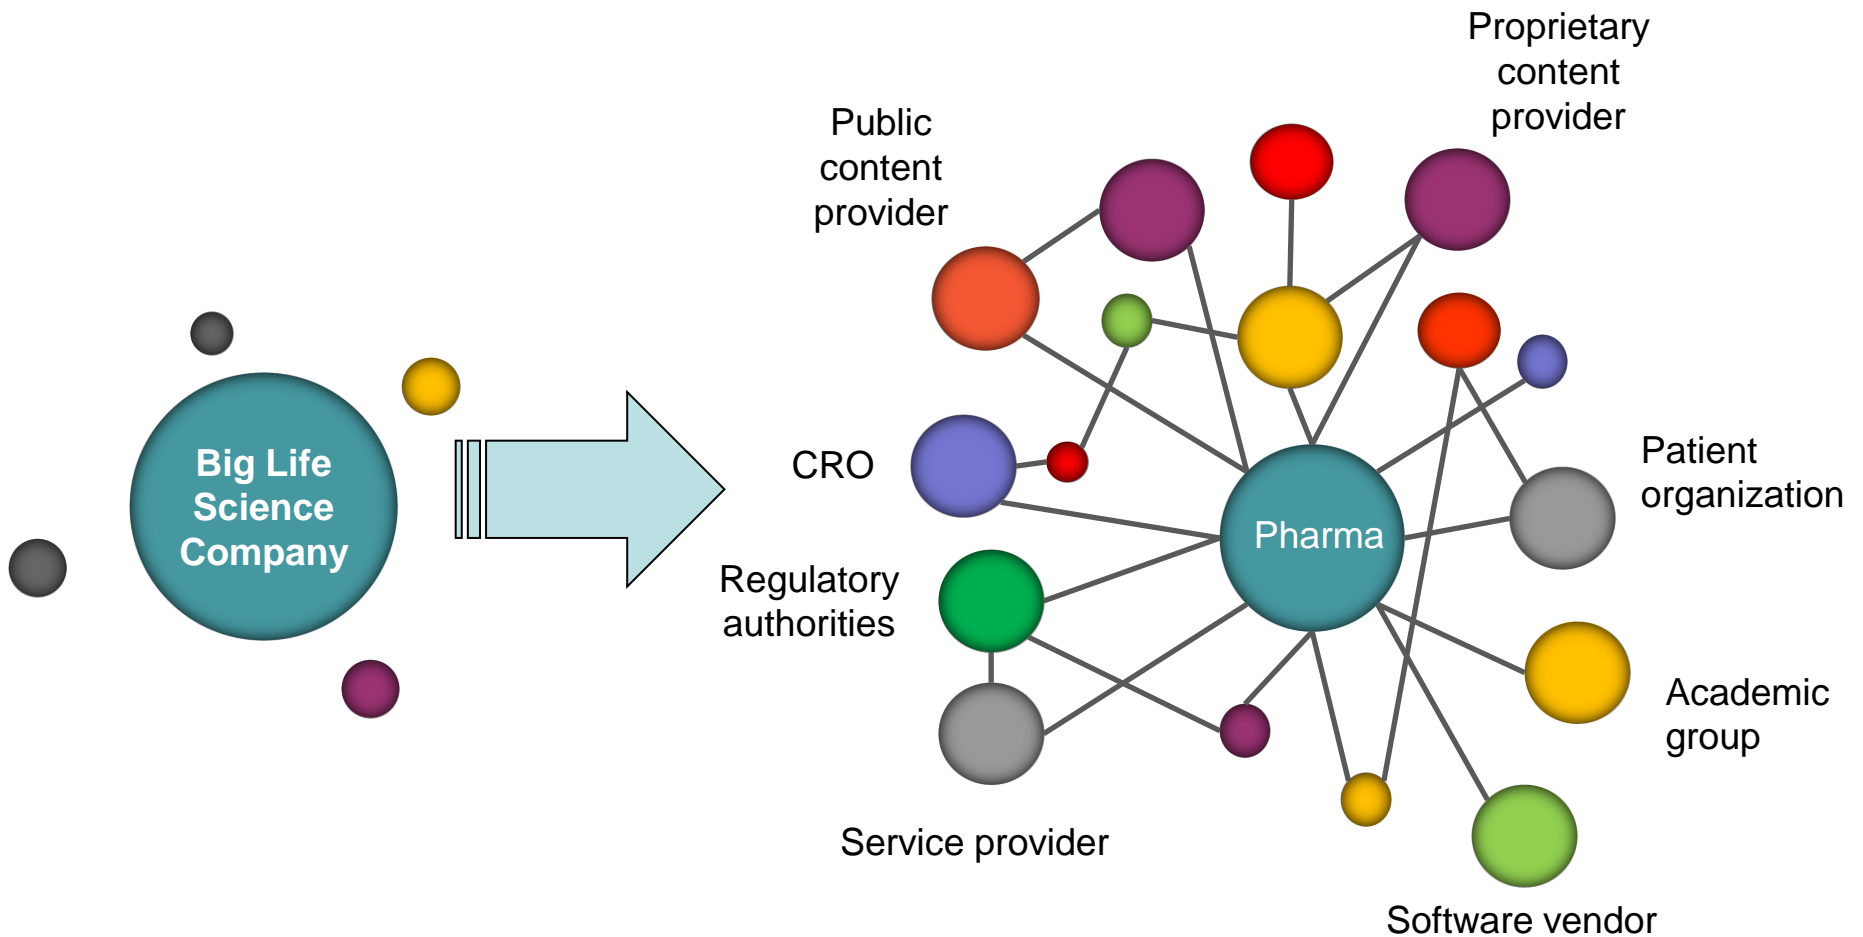 Big Life
Science
Company
Public
content
provider
Proprietary
content
provider
CRO
Regulatory
authorities
Service provider
Pharma
Patient
organization
Academic
group
Software vendor